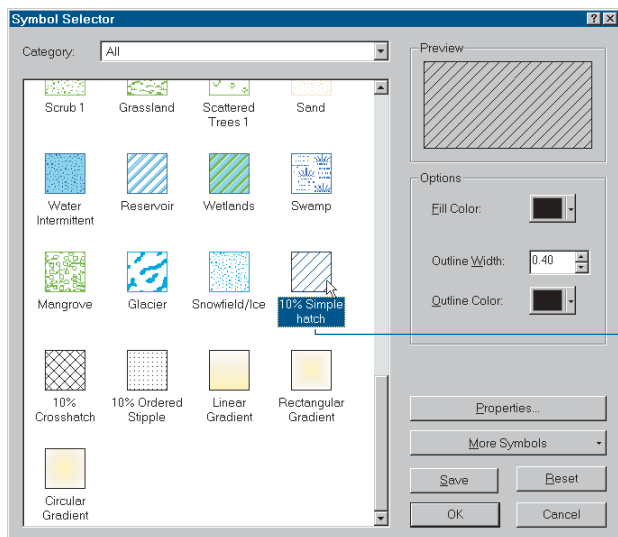 Symbol Selector
Category: All
Scrub 1 Grassland Scattered Sand
Trees 1
Water Reservoir Wetlands Swamp
Intermittent
Mangrove Glacier Snowfield/Ice 10% Simple
hatch
10% 10% Ordered Linear Rectangular
Crosshatch Stipple Gradient Gradient
Circular
Gradient
Preview
Options
Fill Color:
Outline Width: 0.40
Outline Color:
Properties...
More Symbols
Save Reset
OK Cancel